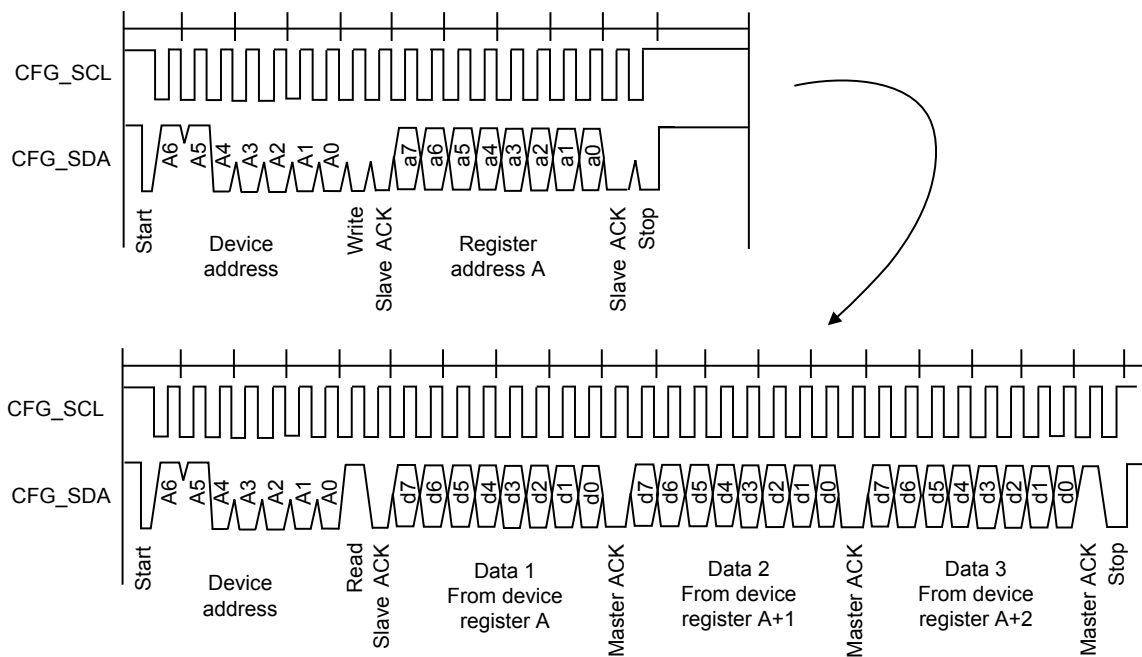 CFG_SCL
CFG_SDA
A6 A5 A4 A3 A2 A1 A0 a7 a6 a5 a4 a3 a2 a1 a0
Start
Device
address
Write
Slave ACK
Register
address A
Slave ACK
Stop
CFG_SCL
CFG_SDA
A6 A5 A4 A3 A2 A1 A0 d7 d6 d5 d4 d3 d2 d1 d0 d7 d6 d5 d4 d3 d2 d1 d0 d7 d6 d5 d4 d3 d2 d1 d0
Start
Device
address
Read
Slave ACK
Data 1
From device
register A
Master ACK
Data 2
From device
register A+1
Master ACK
Data 3
From device
register A+2
Master ACK
Stop